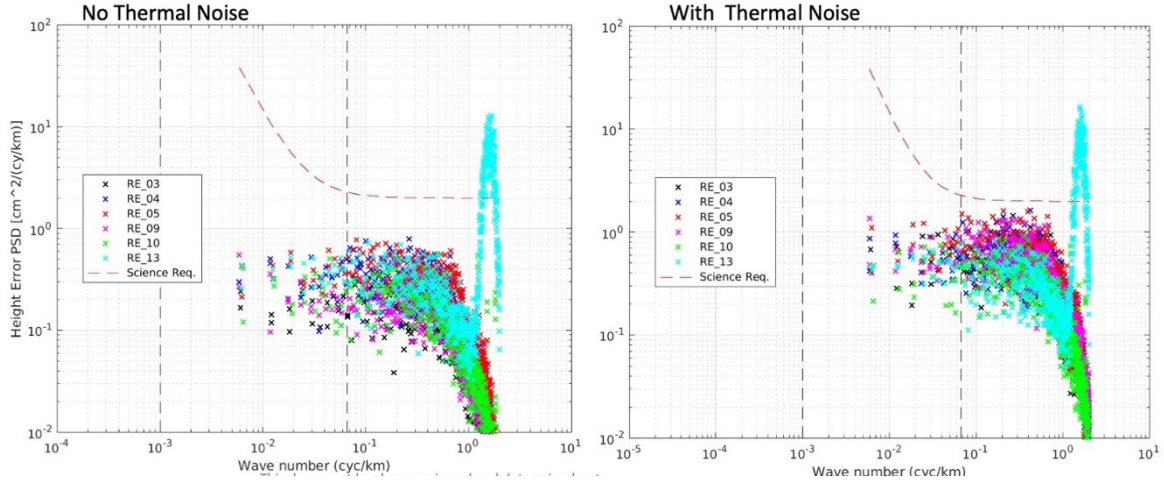 No Thermal Noise
With Thermal Noise
Height Error PSD [cm^2/(cy/km)]
10^2
10^1
10^0
10^-1
10^-2
10^-4
10^-3
10^-2
10^-1
10^0
10^1
Wave number (cyc/km)
RE_03
RE_04
RE_05
RE_09
RE_10
RE_13
Science Req.
10^2
10^1
10^0
10^-1
10^-2
10^-5
10^-4
10^-3
10^-2
10^-1
10^0
10^1
Wave number (cyc/km)
RE_03
RE_04
RE_05
RE_09
RE_10
RE_13
Science Req.